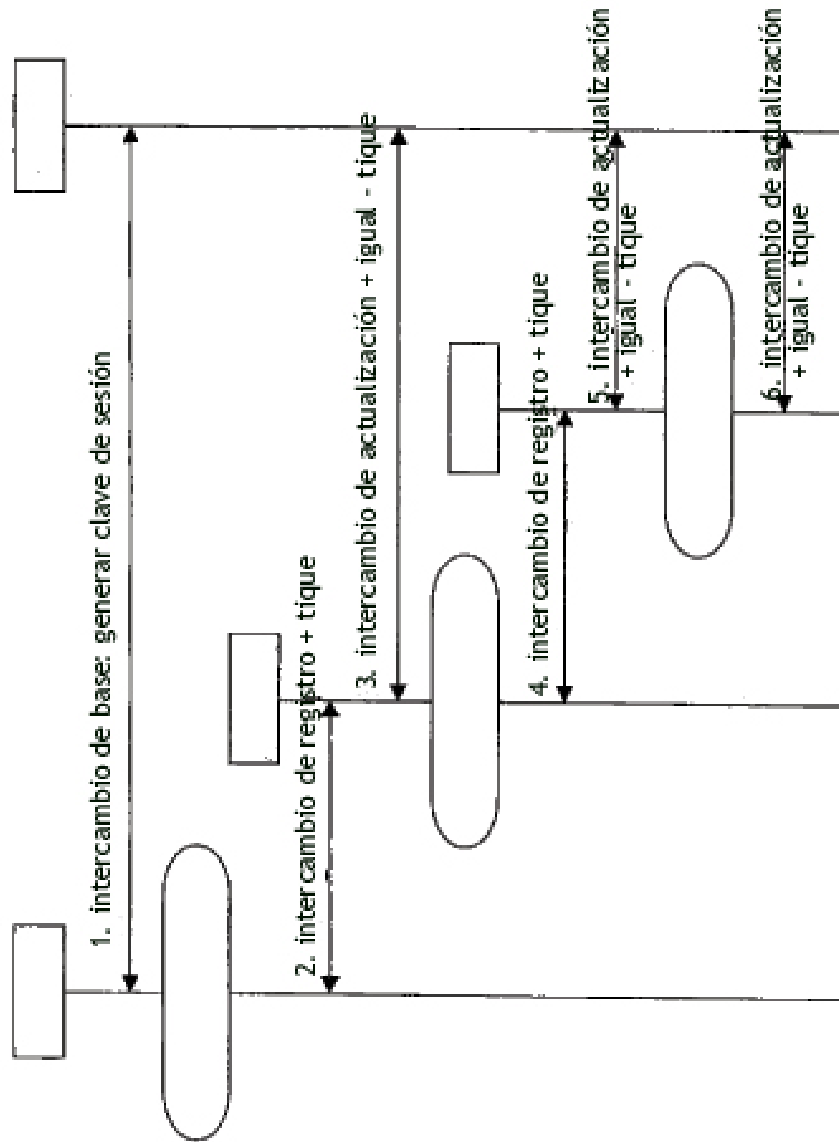 1. intercambio de base: generar clave de sesión
2. intercambio de registro + tique
3. intercambio de actualización + igual - tique
4. intercambio de registro + tique
5. intercambio de actualización
+ igual - tique
6. intercambio de actualización
+ igual - tique